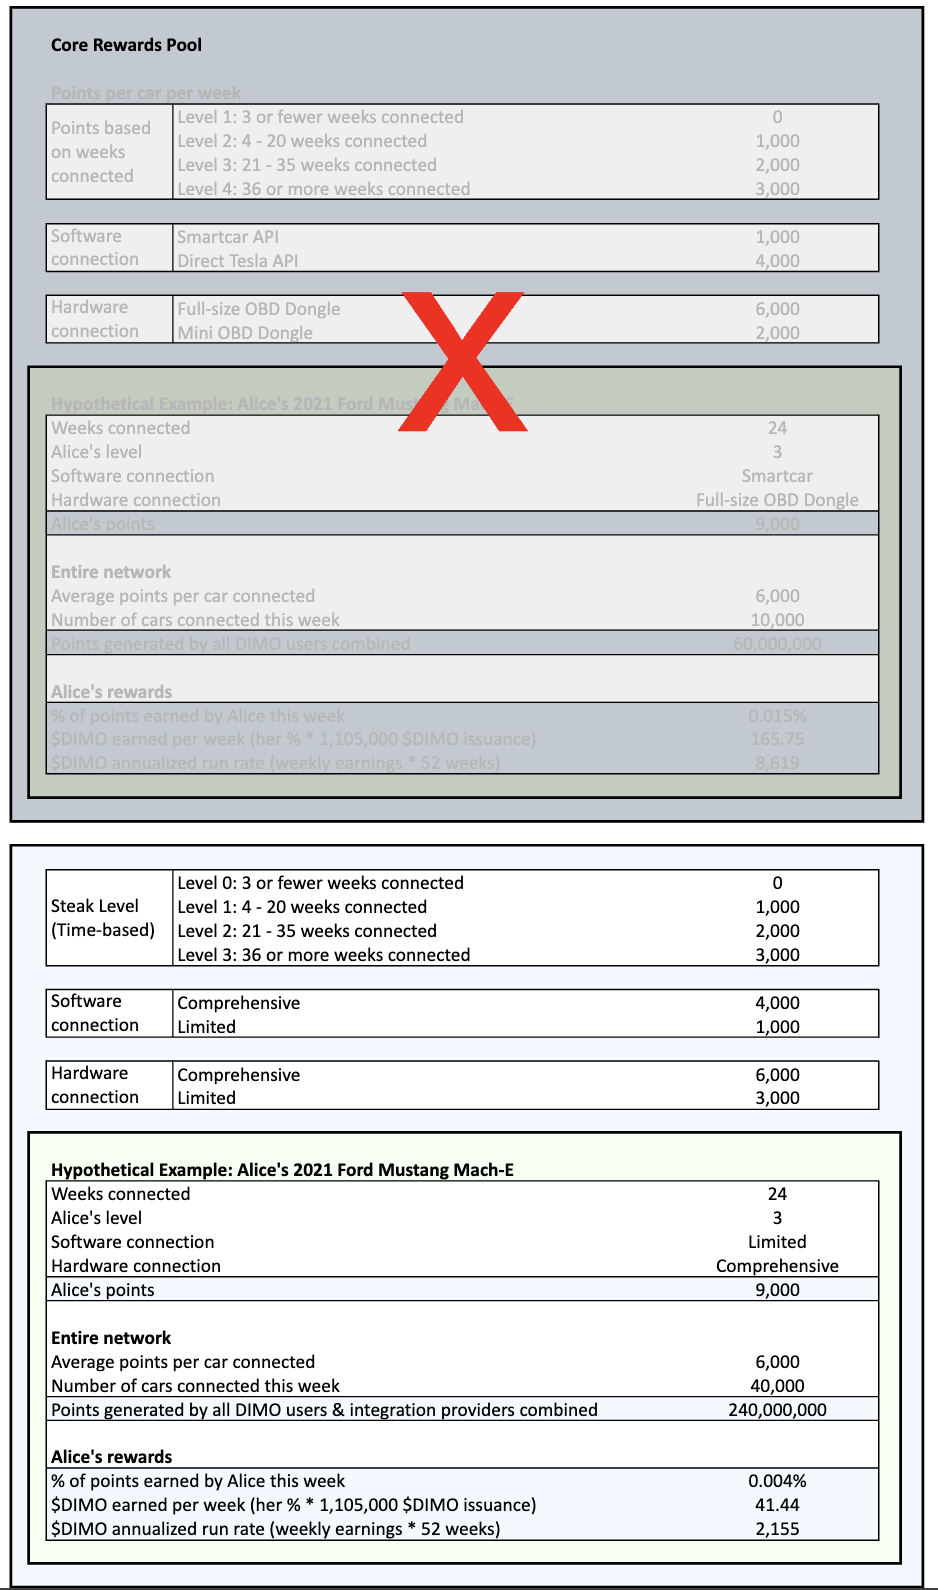 Core Rewards Pool
Points per car per week
Points based on weeks connected
Level 1: 3 or fewer weeks connected 0
Level 2: 4 - 20 weeks connected 1,000
Level 3: 21 - 35 weeks connected 2,000
Level 4: 36 or more weeks connected 3,000
Software connection
Smartcar API 1,000
Direct Tesla API 4,000
Hardware connection
Full-size OBD Dongle 6,000
Mini OBD Dongle 2,000
X
Hypothetical Example: Alice's 2021 Ford
Weeks connected 24
Alice's level 3
Software connection Smartcar
Hardware connection Full-size OBD Dongle
Alice's points 9,000
Entire network
Average points per car connected 6,000
Number of cars connected this week 10,000
Points generated by all DIMO users combined 60,000,000
Alice's rewards
% of points earned by Alice this week 0.015%
$DIMO earned per week (her % * 1,105,000 $DIMO issuance) 165.75
$DIMO annualized run rate (weekly earnings * 52 weeks) 8,619
Steak Level (Time-based)
Level 0: 3 or fewer weeks connected 0
Level 1: 4 - 20 weeks connected 1,000
Level 2: 21 - 35 weeks connected 2,000
Level 3: 36 or more weeks connected 3,000
Software connection
Comprehensive 4,000
Limited 1,000
Hardware connection
Comprehensive 6,000
Limited 3,000
Hypothetical Example: Alice's 2021 Ford Mustang Mach-E
Weeks connected 24
Alice's level 3
Software connection Limited
Hardware connection Comprehensive
Alice's points 9,000
Entire network
Average points per car connected 6,000
Number of cars connected this week 40,000
Points generated by all DIMO users & integration providers combined 240,000,000
Alice's rewards
% of points earned by Alice this week 0.004%
$DIMO earned per week (her % * 1,105,000 $DIMO issuance) 41.44
$DIMO annualized run rate (weekly earnings * 52 weeks) 2,155